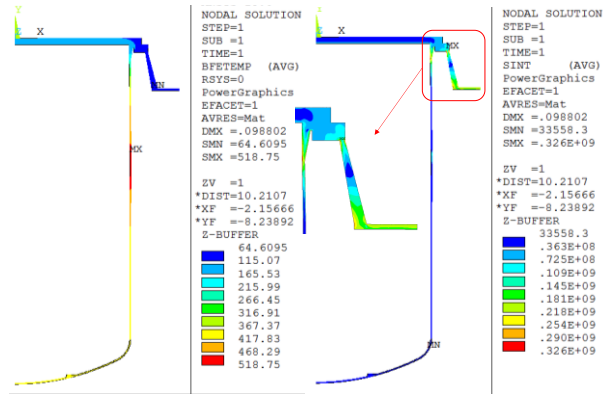 NODAL SOLUTION
STEP=1
SUB =1
TIME=1
BFETEMP (AVG)
RSYS=0
PowerGraphics
EFACET=1
AVRES=Mat
DMX =.098802
SMN =64.6095
SMX =518.75
ZV =1
*DIST=10.2107
*XF =-2.15666
*YF =-8.23892
Z-BUFFER
64.6095
115.07
165.53
215.99
266.45
316.91
367.37
417.83
468.29
518.75
Y
Z X
MN
MX
NODAL SOLUTION
STEP=1
SUB =1
TIME=1
SINT (AVG)
PowerGraphics
EFACET=1
AVRES=Mat
DMX =.098802
SMN =33558.3
SMX =.326E+09
ZV =1
*DIST=10.2107
*XF =-2.15666
*YF =-8.23892
Z-BUFFER
33558.3
.363E+08
.725E+08
.109E+09
.145E+09
.181E+09
.218E+09
.254E+09
.290E+09
.326E+09
X
MX
MN